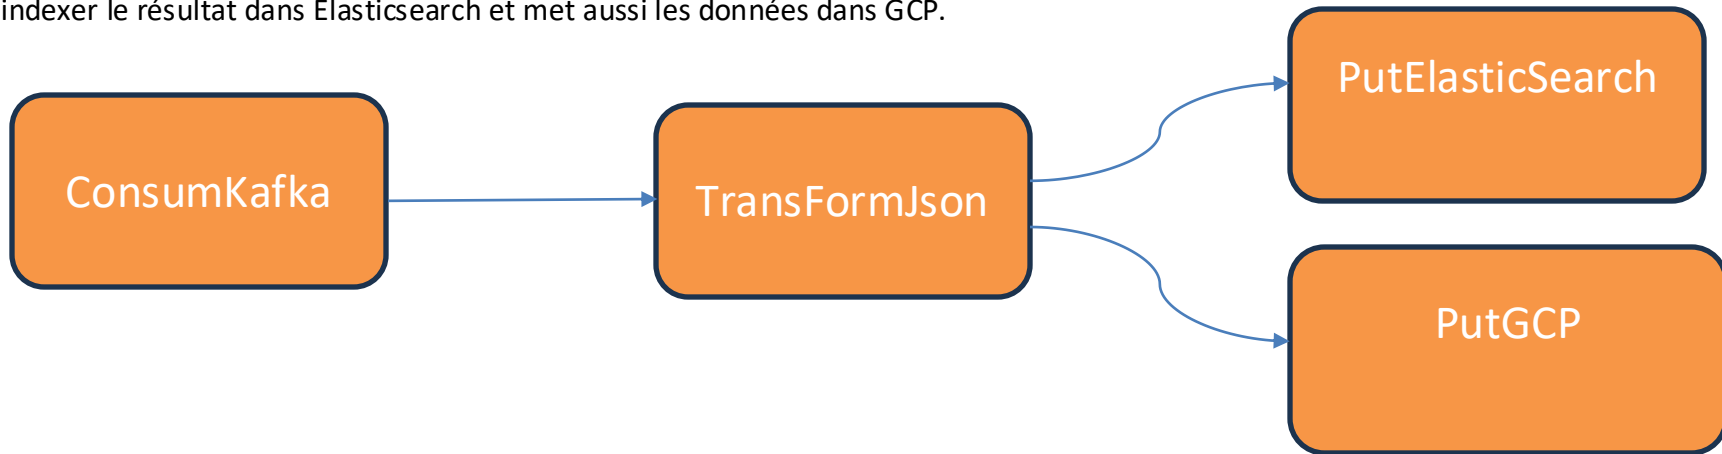 indexer le résultat dans Elasticsearch et met aussi les données dans GCP.
ConsumKafka
TransFormJson
PutElasticSearch
PutGCP